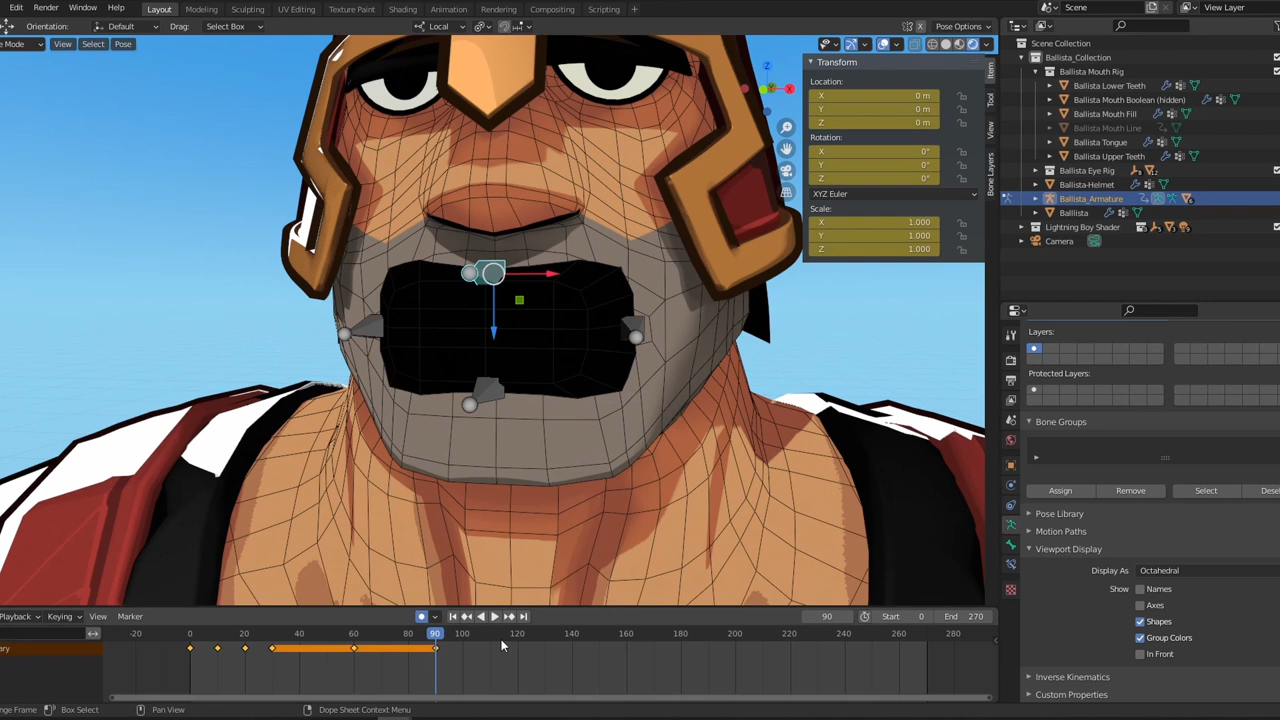 Edit Render Window Help Layout Modeling Sculpting UV Editing Texture Paint Shading Animation Rendering Compositing Scripting + Scene View Layer
Orientation: Default Drag: Select Box Local Pose Options
e Mode View Select Pose
Transform
Location:
X 0 m
Y 0 m
Z 0 m
Rotation:
X 0°
Y 0°
Z 0°
XYZ Euler
Scale:
X 1.000
Y 1.000
Z 1.000
Item
Tool
View
Bone Layers
Z
X
Scene Collection
Ballista_Collection
Ballista Mouth Rig
Ballista Lower Teeth
Ballista Mouth Boolean (hidden)
Ballista Mouth Fill
Ballista Mouth Line
Ballista Tongue
Ballista Upper Teeth
Ballista Eye Rig
Ballista-Helmet
Ballista_Armature
Balllista
Lightning Boy Shader
Camera
Layers:
Protected Layers:
Bone Groups
Assign Remove Select Desel
Pose Library
Motion Paths
Viewport Display
Display As Octahedral
Show Names
Axes
Shapes
Group Colors
In Front
Inverse Kinematics
Custom Properties
Playback Keying View Marker 90 Start 0 End 270
-20 0 20 40 60 80 90 100 120 140 160 180 200 220 240 260 280
ary
nge Frame Box Select Pan View Dope Sheet Context Menu